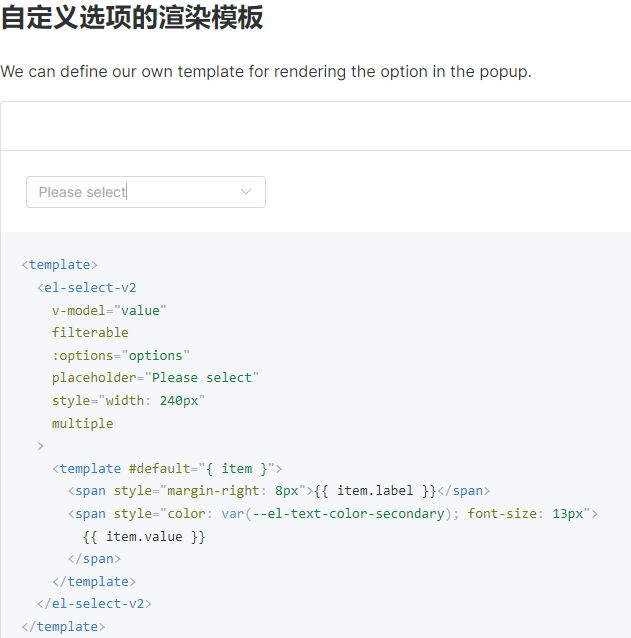 自定义选项的渲染模板
We can define our own template for rendering the option in the popup.
Please select
<template>
  <el-select-v2
    v-model="value"
    filterable
    :options="options"
    placeholder="Please select"
    style="width: 240px"
    multiple
  >
    <template #default="{ item }">
      <span style="margin-right: 8px">{{ item.label }}</span>
      <span style="color: var(--el-text-color-secondary); font-size: 13px">
        {{ item.value }}
      </span>
    </template>
  </el-select-v2>
</template>